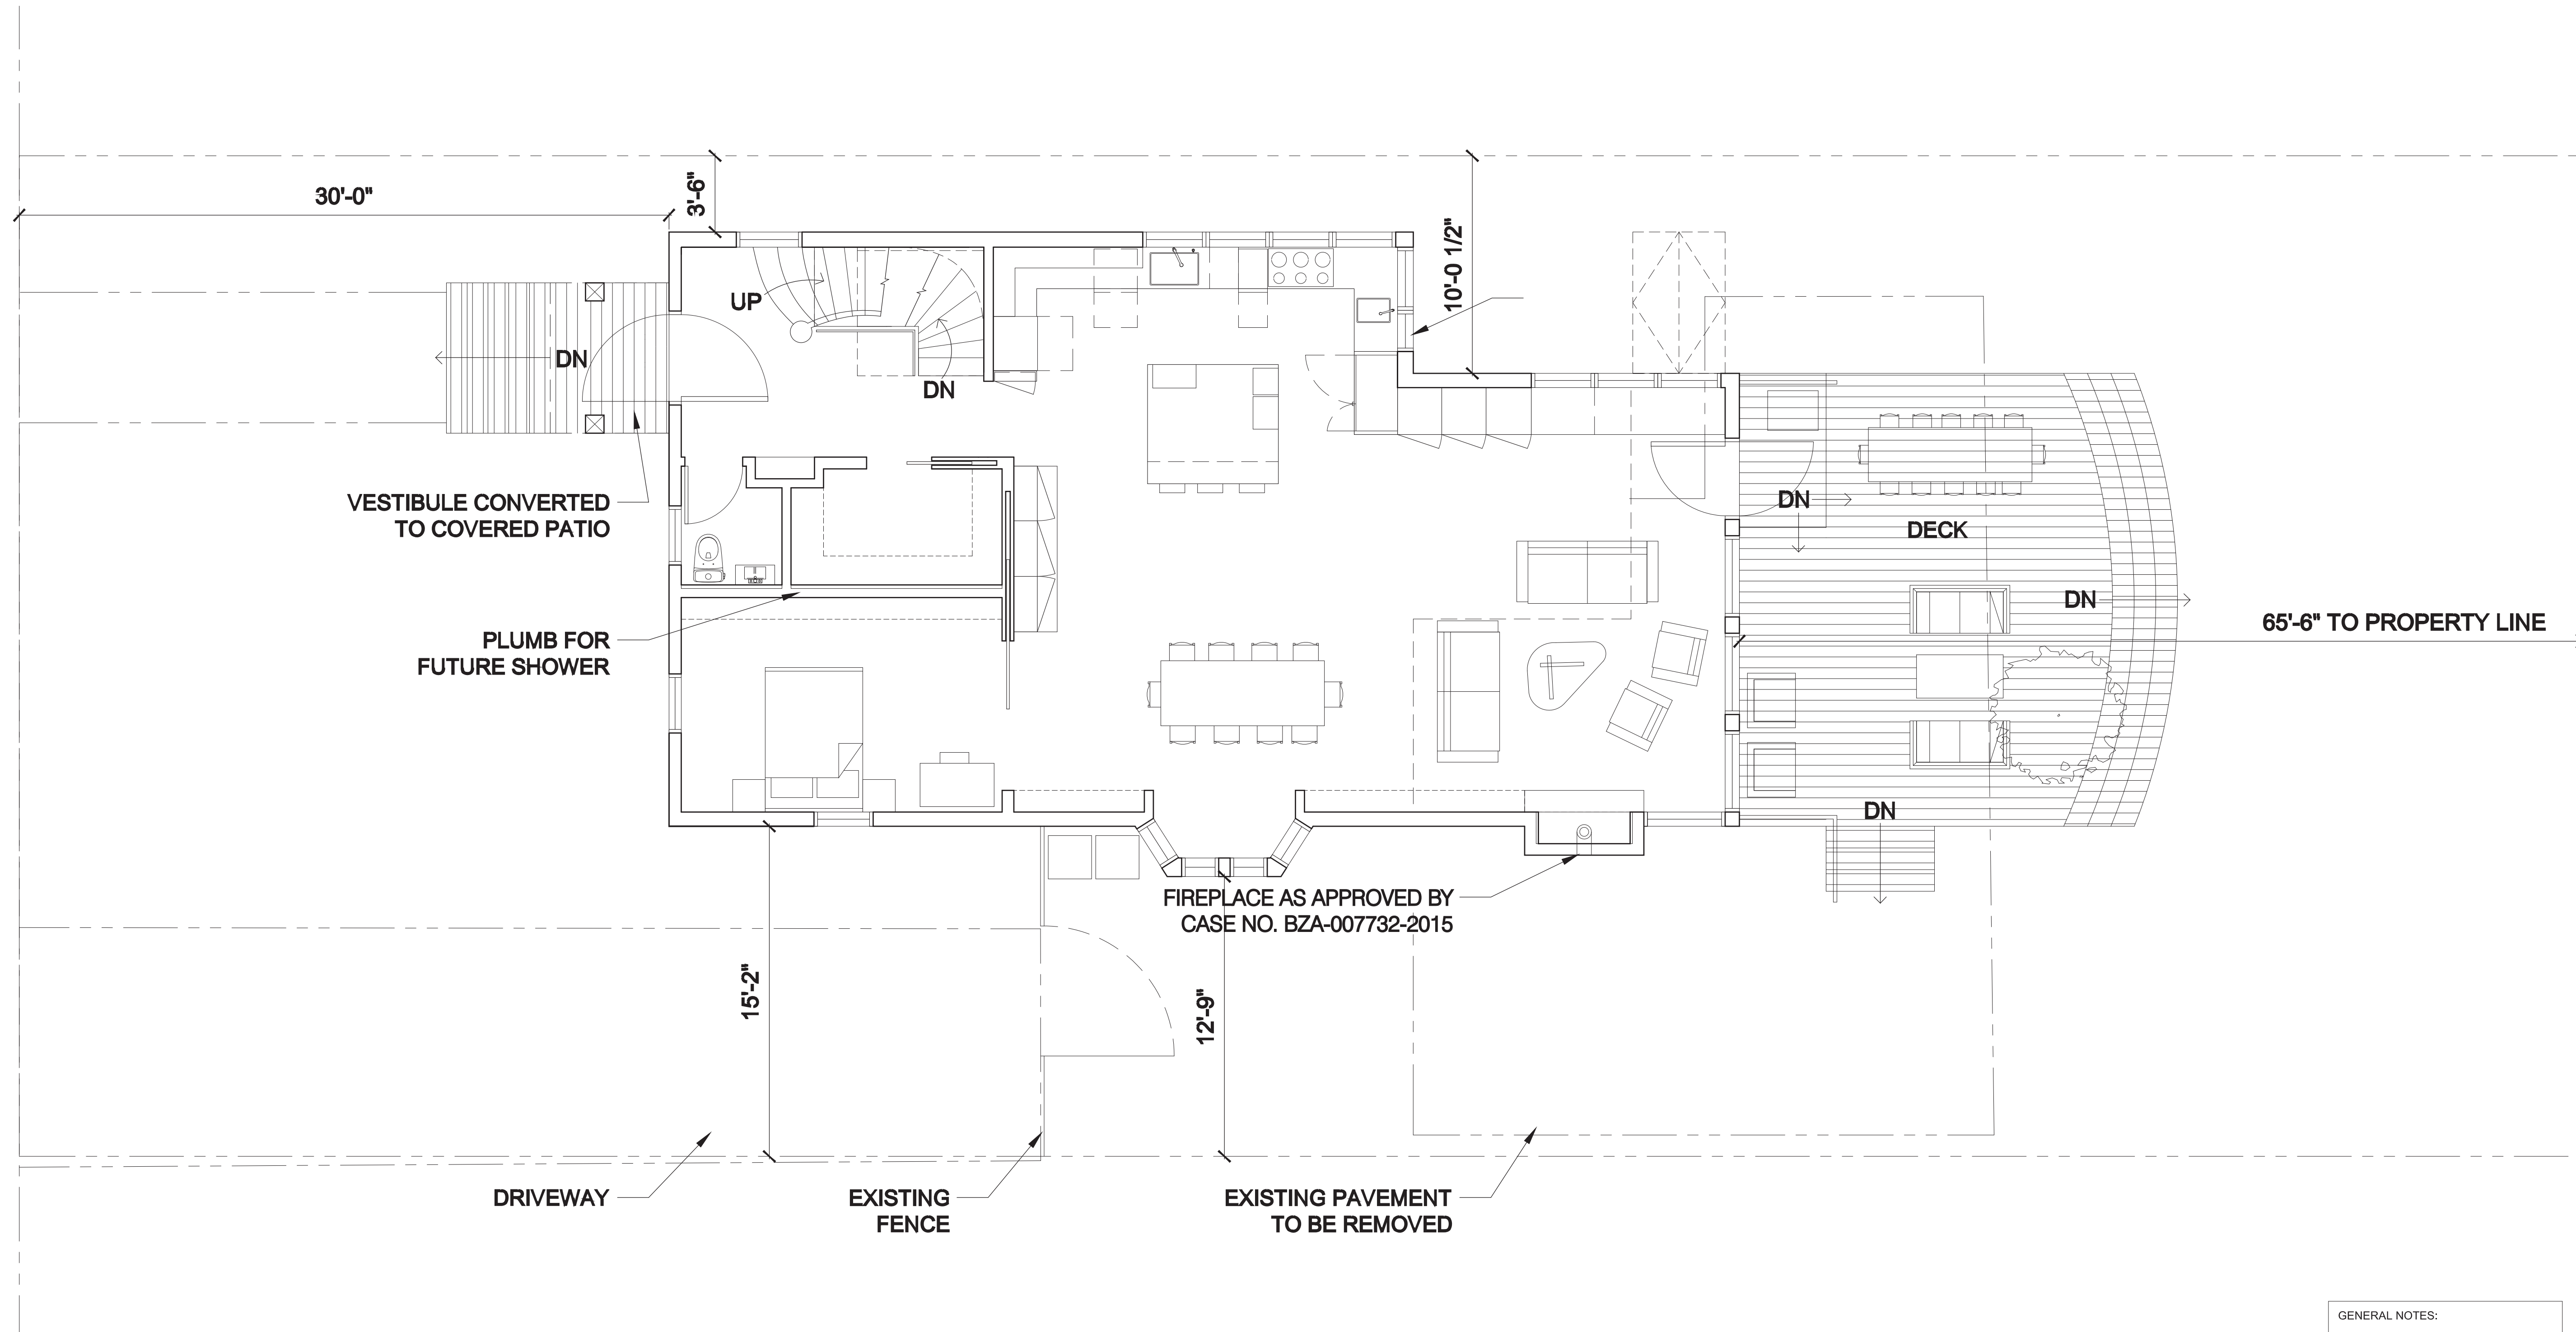 30'-0"
3'-6"
10'-0 1/2"
UP
DN
DN
VESTIBULE CONVERTED
TO COVERED PATIO
DN
DECK
DN
65'-6" TO PROPERTY LINE
PLUMB FOR
FUTURE SHOWER
DN
FIREPLACE AS APPROVED BY
CASE NO. BZA-007732-2015
15'-2"
12'-9"
DRIVEWAY
EXISTING
FENCE
EXISTING PAVEMENT
TO BE REMOVED
GENERAL NOTES: